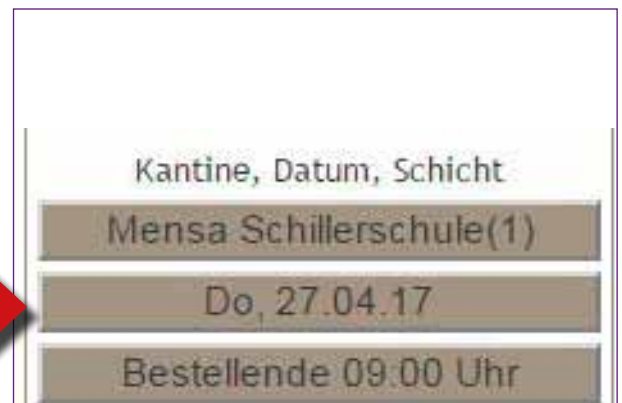 Kantine, Datum, Schicht
Mensa Schillerschule(1)
Do, 27.04.17
Bestellende 09:00 Uhr